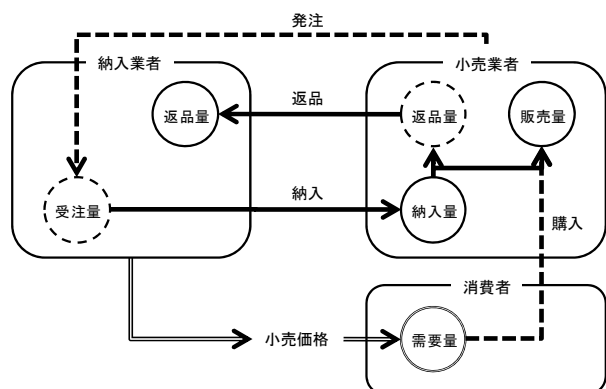 発注
納入業者
小売業者
返品量
返品
返品量
販売量
受注量
納入
納入量
購入
消費者
小売価格
需要量